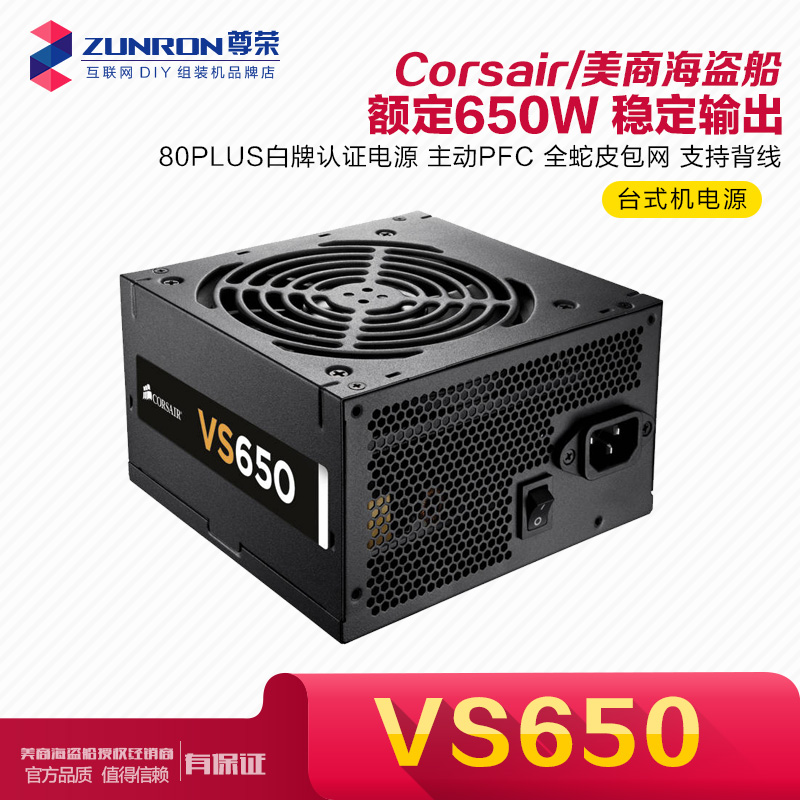 ZUNRON尊荣
互联网 DIY 组装机品牌店
Corsair/美商海盗船
额定650W 稳定输出
80PLUS白牌认证电源 主动PFC 全蛇皮包网 支持背线
台式机电源
CORSAIR
VS650
VS650
美商海盗船授权经销商
官方品质 值得信赖
有保证